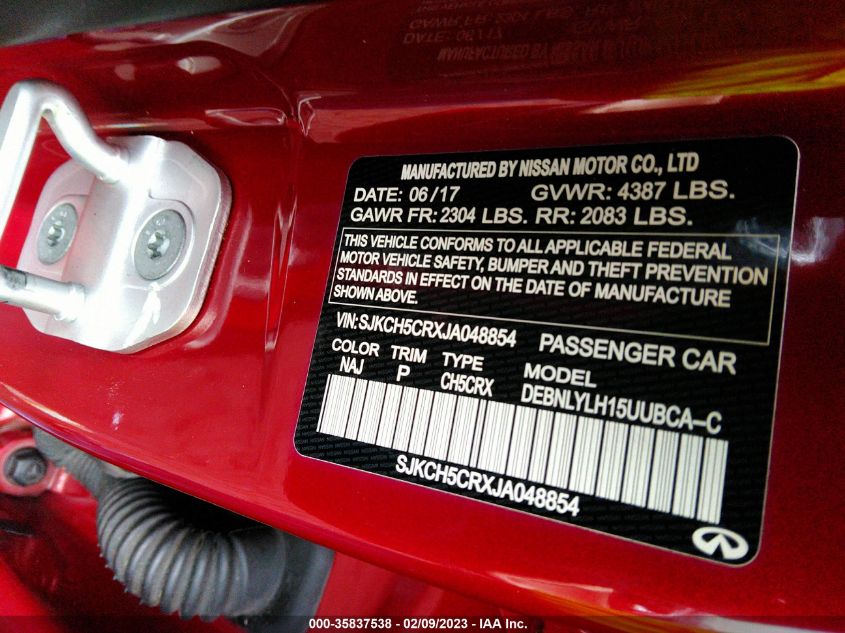 MANUFACTURED BY NISSAN MOTOR CO., LTD
DATE: 06/17 GVWR: 4387 LBS.
GAWR FR: 2304 LBS. RR: 2083 LBS.
THIS VEHICLE CONFORMS TO ALL APPLICABLE FEDERAL
MOTOR VEHICLE SAFETY, BUMPER AND THEFT PREVENTION
STANDARDS IN EFFECT ON THE DATE OF MANUFACTURE
SHOWN ABOVE.
VIN: SJKCH5CRXJA048854 PASSENGER CAR
COLOR TRIM TYPE MODEL
NAJ P CH5CRX DEBNLYLH15UUBCA-C
SJKCH5CRXJA048854
000-35837538 - 02/09/2023 - IAA Inc.